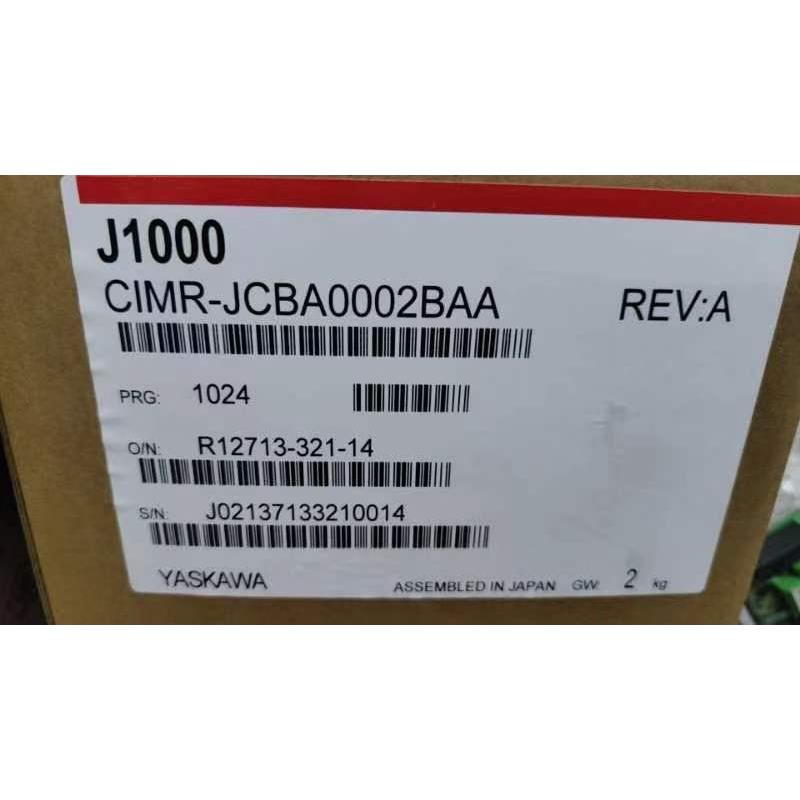 J1000
CIMR-JCBA0002BAA REV:A
PRG: 1024
O/N: R12713-321-14
S/N: J02137133210014
YASKAWA ASSEMBLED IN JAPAN GW: 2 kg